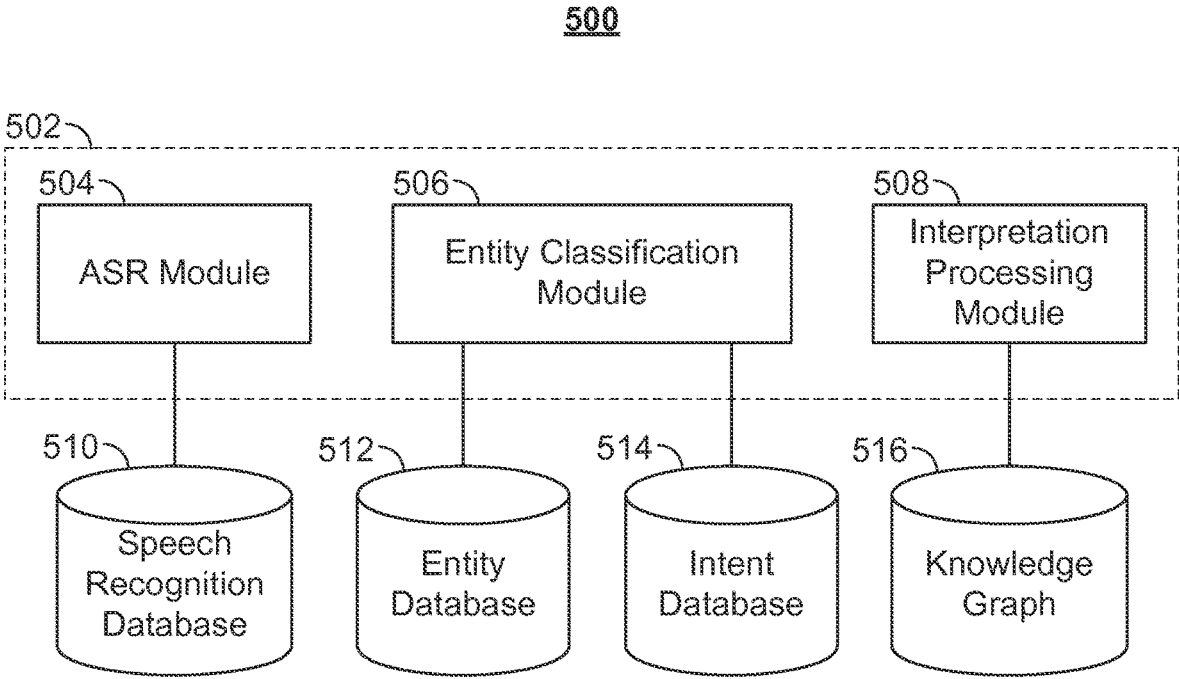 500
502
504
506
508
ASR Module
Entity Classification
Module
Interpretation
Processing
Module
510
512
514
516
Speech
Recognition
Database
Entity
Database
Intent
Database
Knowledge
Graph